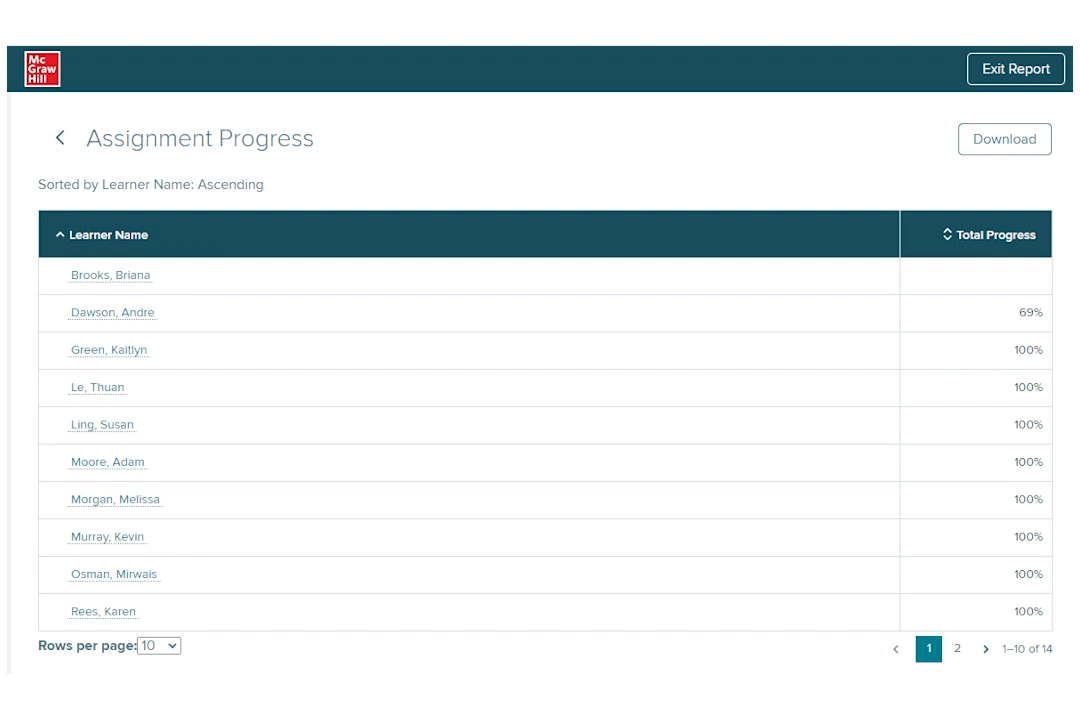 Mc
Graw
Hill
Exit Report
Assignment Progress
Download
Sorted by Learner Name: Ascending
Learner Name Total Progress
Brooks, Briana
Dawson, Andre 69%
Green, Kaitlyn 100%
Le, Thuan 100%
Ling, Susan 100%
Moore, Adam 100%
Morgan, Melissa 100%
Murray, Kevin 100%
Osman, Mirwais 100%
Rees, Karen 100%
Rows per page: 10 1 2 1–10 of 14